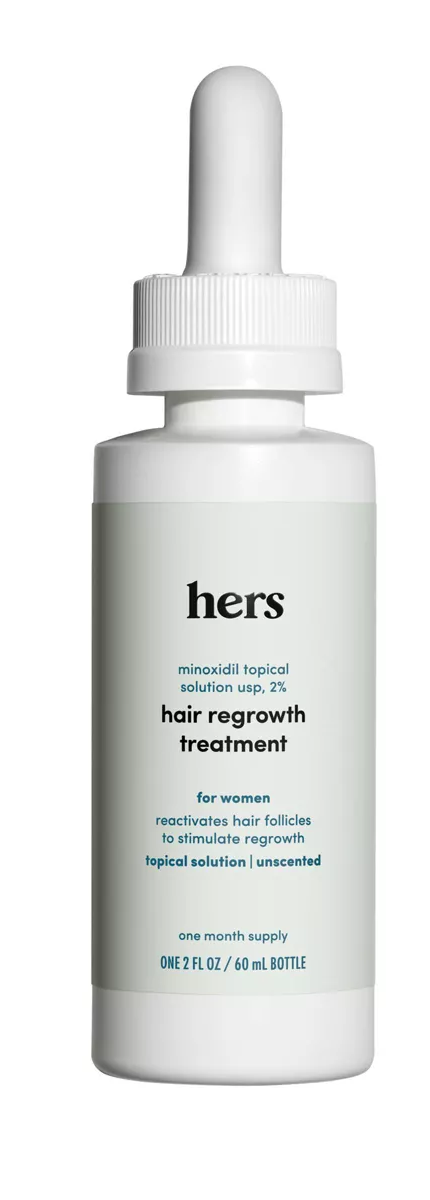 hers
minoxidil topical
solution usp, 2%
hair regrowth
treatment
for women
reactivates hair follicles
to stimulate regrowth
topical solution | unscented
one month supply
ONE 2 FL OZ / 60 mL BOTTLE